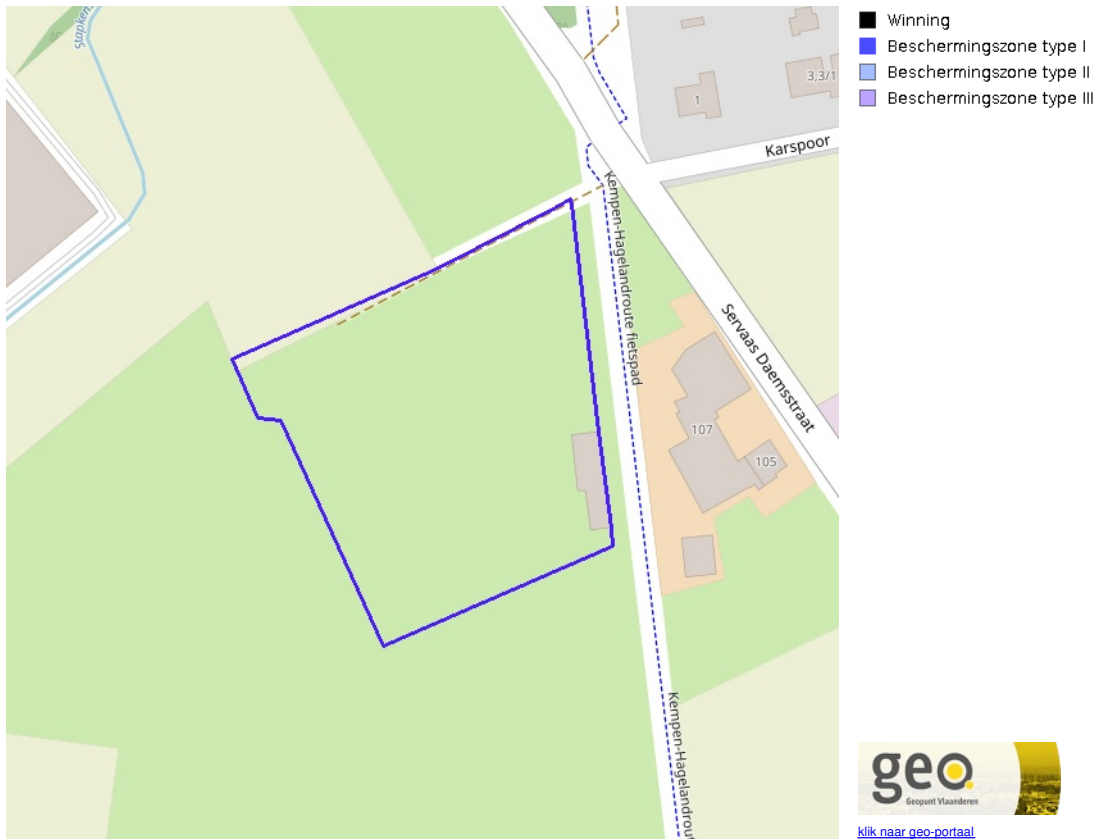 Winning
Beschermingszone type I
Beschermingszone type II
Beschermingszone type III
1
3,3/1
Karspoor
Kempen-Hagelandroute fietspad
Servaas Daemsstraat
107
105
Kempen-Hagelandrout
geo.
Geopunt Vlaanderen
klik naar geo-portaal